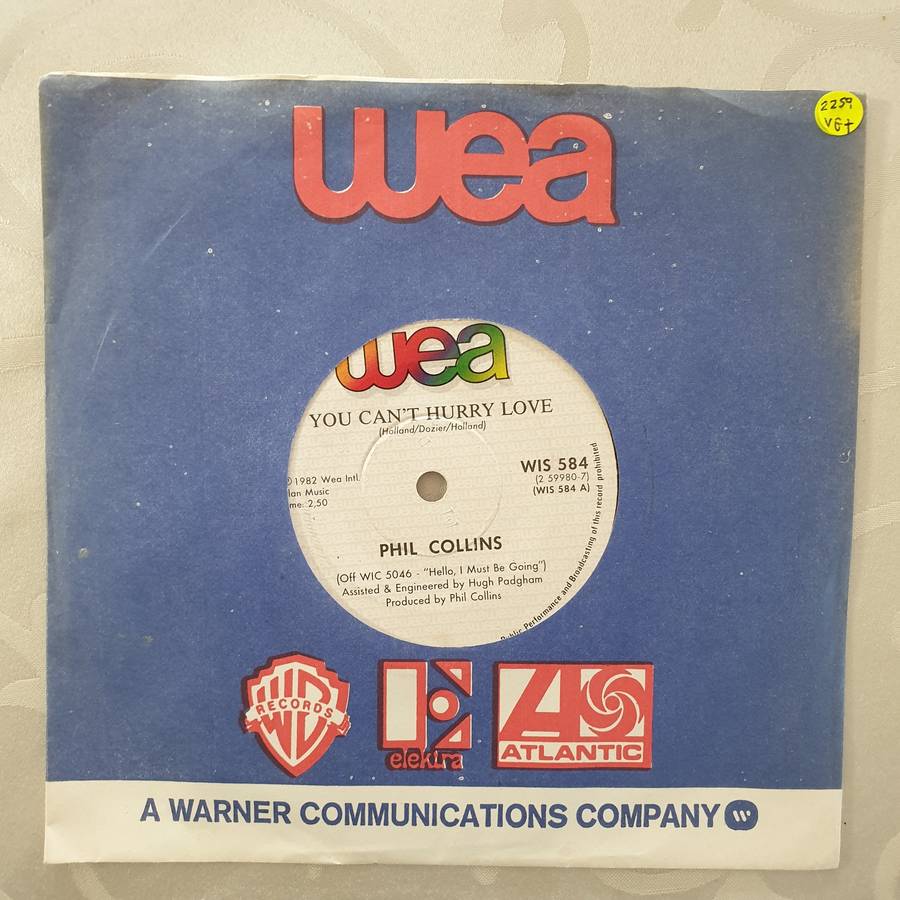 wea
2259
VG+
wea
YOU CAN'T HURRY LOVE
(Holland/Dozier/Holland)
WIS 584
(2 59980-7)
(WIS 584 A)
℗1982 Wea Intl.
Music
2,50
PHIL COLLINS
(Off WIC 5046 - "Hello, I Must Be Going")
Assisted & Engineered by Hugh Padgham
Produced by Phil Collins
Public Performance and Broadcasting of this record prohibited
WB
RECORDS
E
elektra
A
ATLANTIC
A WARNER COMMUNICATIONS COMPANY